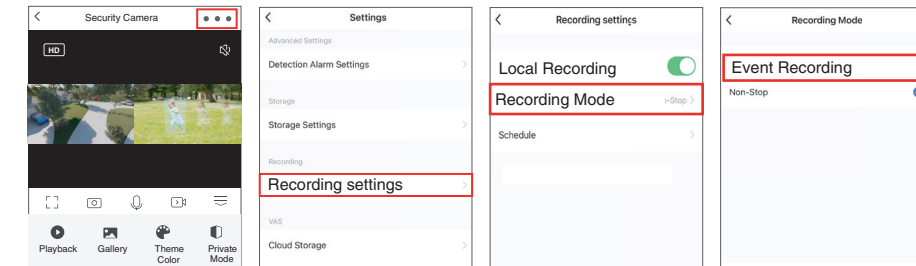 Security Camera
HD
Playback
Gallery
Theme
Color
Private
Mode
Settings
Advanced Settings
Detection Alarm Settings
Storage
Storage Settings
Recording
Recording settings
VAS
Cloud Storage
Recording settings
Local Recording
Recording Mode
-Stop
Schedule
Recording Mode
Event Recording
Non-Stop